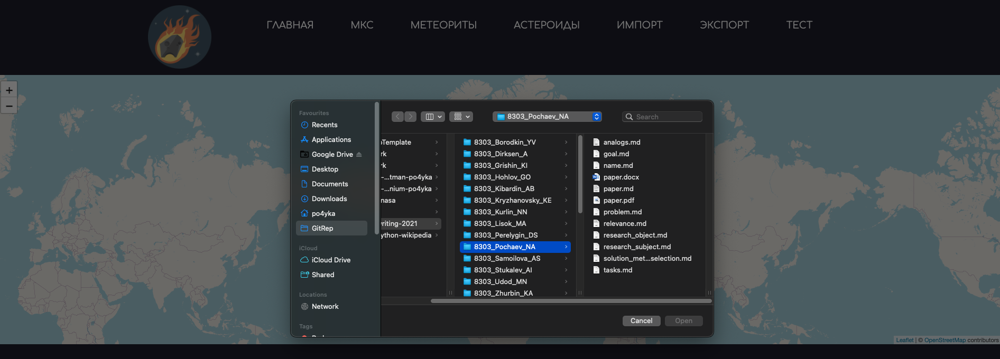 ГЛАВНАЯ МКС МЕТЕОРИТЫ АСТЕРОИДЫ ИМПОРТ ЭКСПОРТ ТЕСТ
+
−
Favourites
Recents
Applications
Google Drive
Desktop
Documents
Downloads
po4yka
GitRep
iCloud
iCloud Drive
Shared
Locations
Network
Tags
8303_Pochaev_NA
Search
oTemplate
rk
rk
-...tman-po4yka
-...nium-po4yka
nasa
vriting-2021
ython-wikipedia
8303_Borodkin_YV
8303_Dirksen_A
8303_Grishin_KI
8303_Hohlov_GO
8303_Kibardin_AB
8303_Kryzhanovsky_KE
8303_Kurlin_NN
8303_Lisok_MA
8303_Perelygin_DS
8303_Pochaev_NA
8303_Samoilova_AS
8303_Stukalev_AI
8303_Udod_MN
8303_Zhurbin_KA
analogs.md
goal.md
name.md
paper.docx
paper.md
paper.pdf
problem.md
relevance.md
research_object.md
research_subject.md
solution_met...selection.md
tasks.md
Cancel Open
Leaflet | © OpenStreetMap contributors